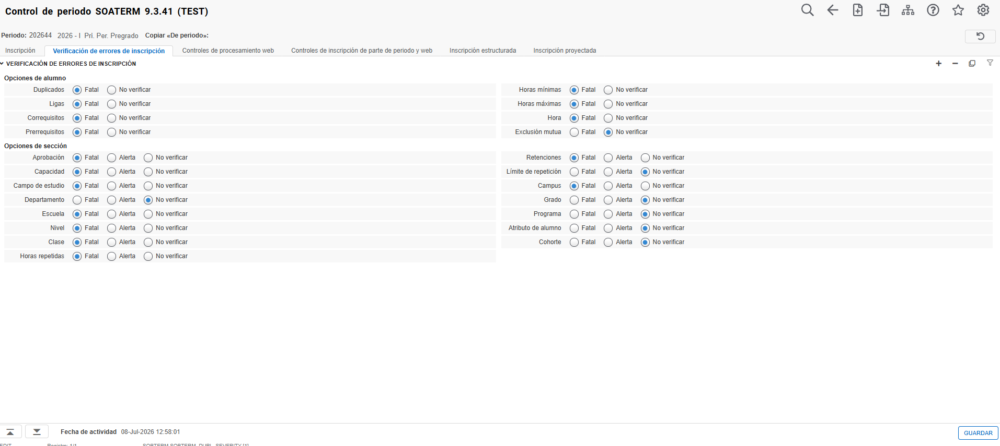 Control de periodo SOATERM 9.3.41 (TEST)
Periodo: 202644 2026 - I Pri. Per. Pregrado Copiar «De periodo»:
Inscripción Verificación de errores de inscripción Controles de procesamiento web Controles de inscripción de parte de periodo y web Inscripción estructurada Inscripción proyectada
VERIFICACIÓN DE ERRORES DE INSCRIPCIÓN
Opciones de alumno
Duplicados Fatal No verificar Horas mínimas Fatal No verificar
Ligas Fatal No verificar Horas máximas Fatal No verificar
Correquisitos Fatal No verificar Hora Fatal No verificar
Prerrequisitos Fatal No verificar Exclusión mutua Fatal No verificar
Opciones de sección
Aprobación Fatal Alerta No verificar Retenciones Fatal Alerta No verificar
Capacidad Fatal Alerta No verificar Límite de repetición Fatal Alerta No verificar
Campo de estudio Fatal Alerta No verificar Campus Fatal Alerta No verificar
Departamento Fatal Alerta No verificar Grado Fatal Alerta No verificar
Escuela Fatal Alerta No verificar Programa Fatal Alerta No verificar
Nivel Fatal Alerta No verificar Atributo de alumno Fatal Alerta No verificar
Clase Fatal Alerta No verificar Cohorte Fatal Alerta No verificar
Horas repetidas Fatal Alerta No verificar
Fecha de actividad 08-Jul-2026 12:58:01 GUARDAR
EDIT Registro: 1/1 SOBTERM.SOBTERM_DUPL_SEVERITY [1]